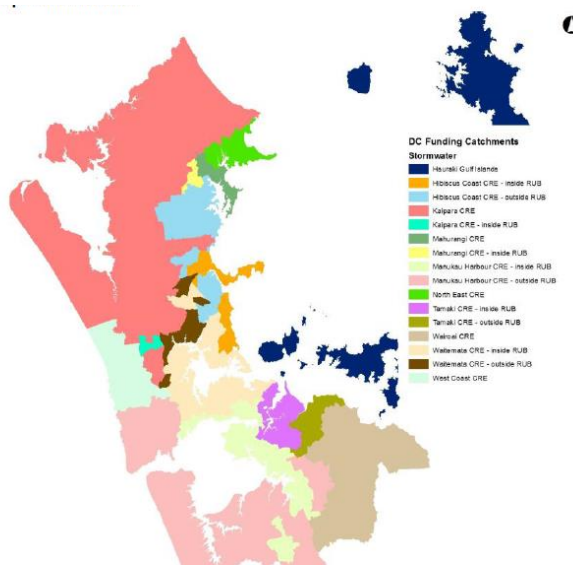 DC Funding Catchments
Stormwater
Hauraki Gulf Islands
Hibiscus Coast CRE - inside RUB
Hibiscus Coast CRE - outside RUB
Kaipara CRE
Kaipara CRE - inside RUB
Mahurangi CRE
Mahurangi CRE - inside RUB
Manukau Harbour CRE - inside RUB
Manukau Harbour CRE - outside RUB
North East CRE
Tamaki CRE - inside RUB
Tamaki CRE - outside RUB
Wairoa CRE
Waitemata CRE - inside RUB
Waitemata CRE - outside RUB
West Coast CRE